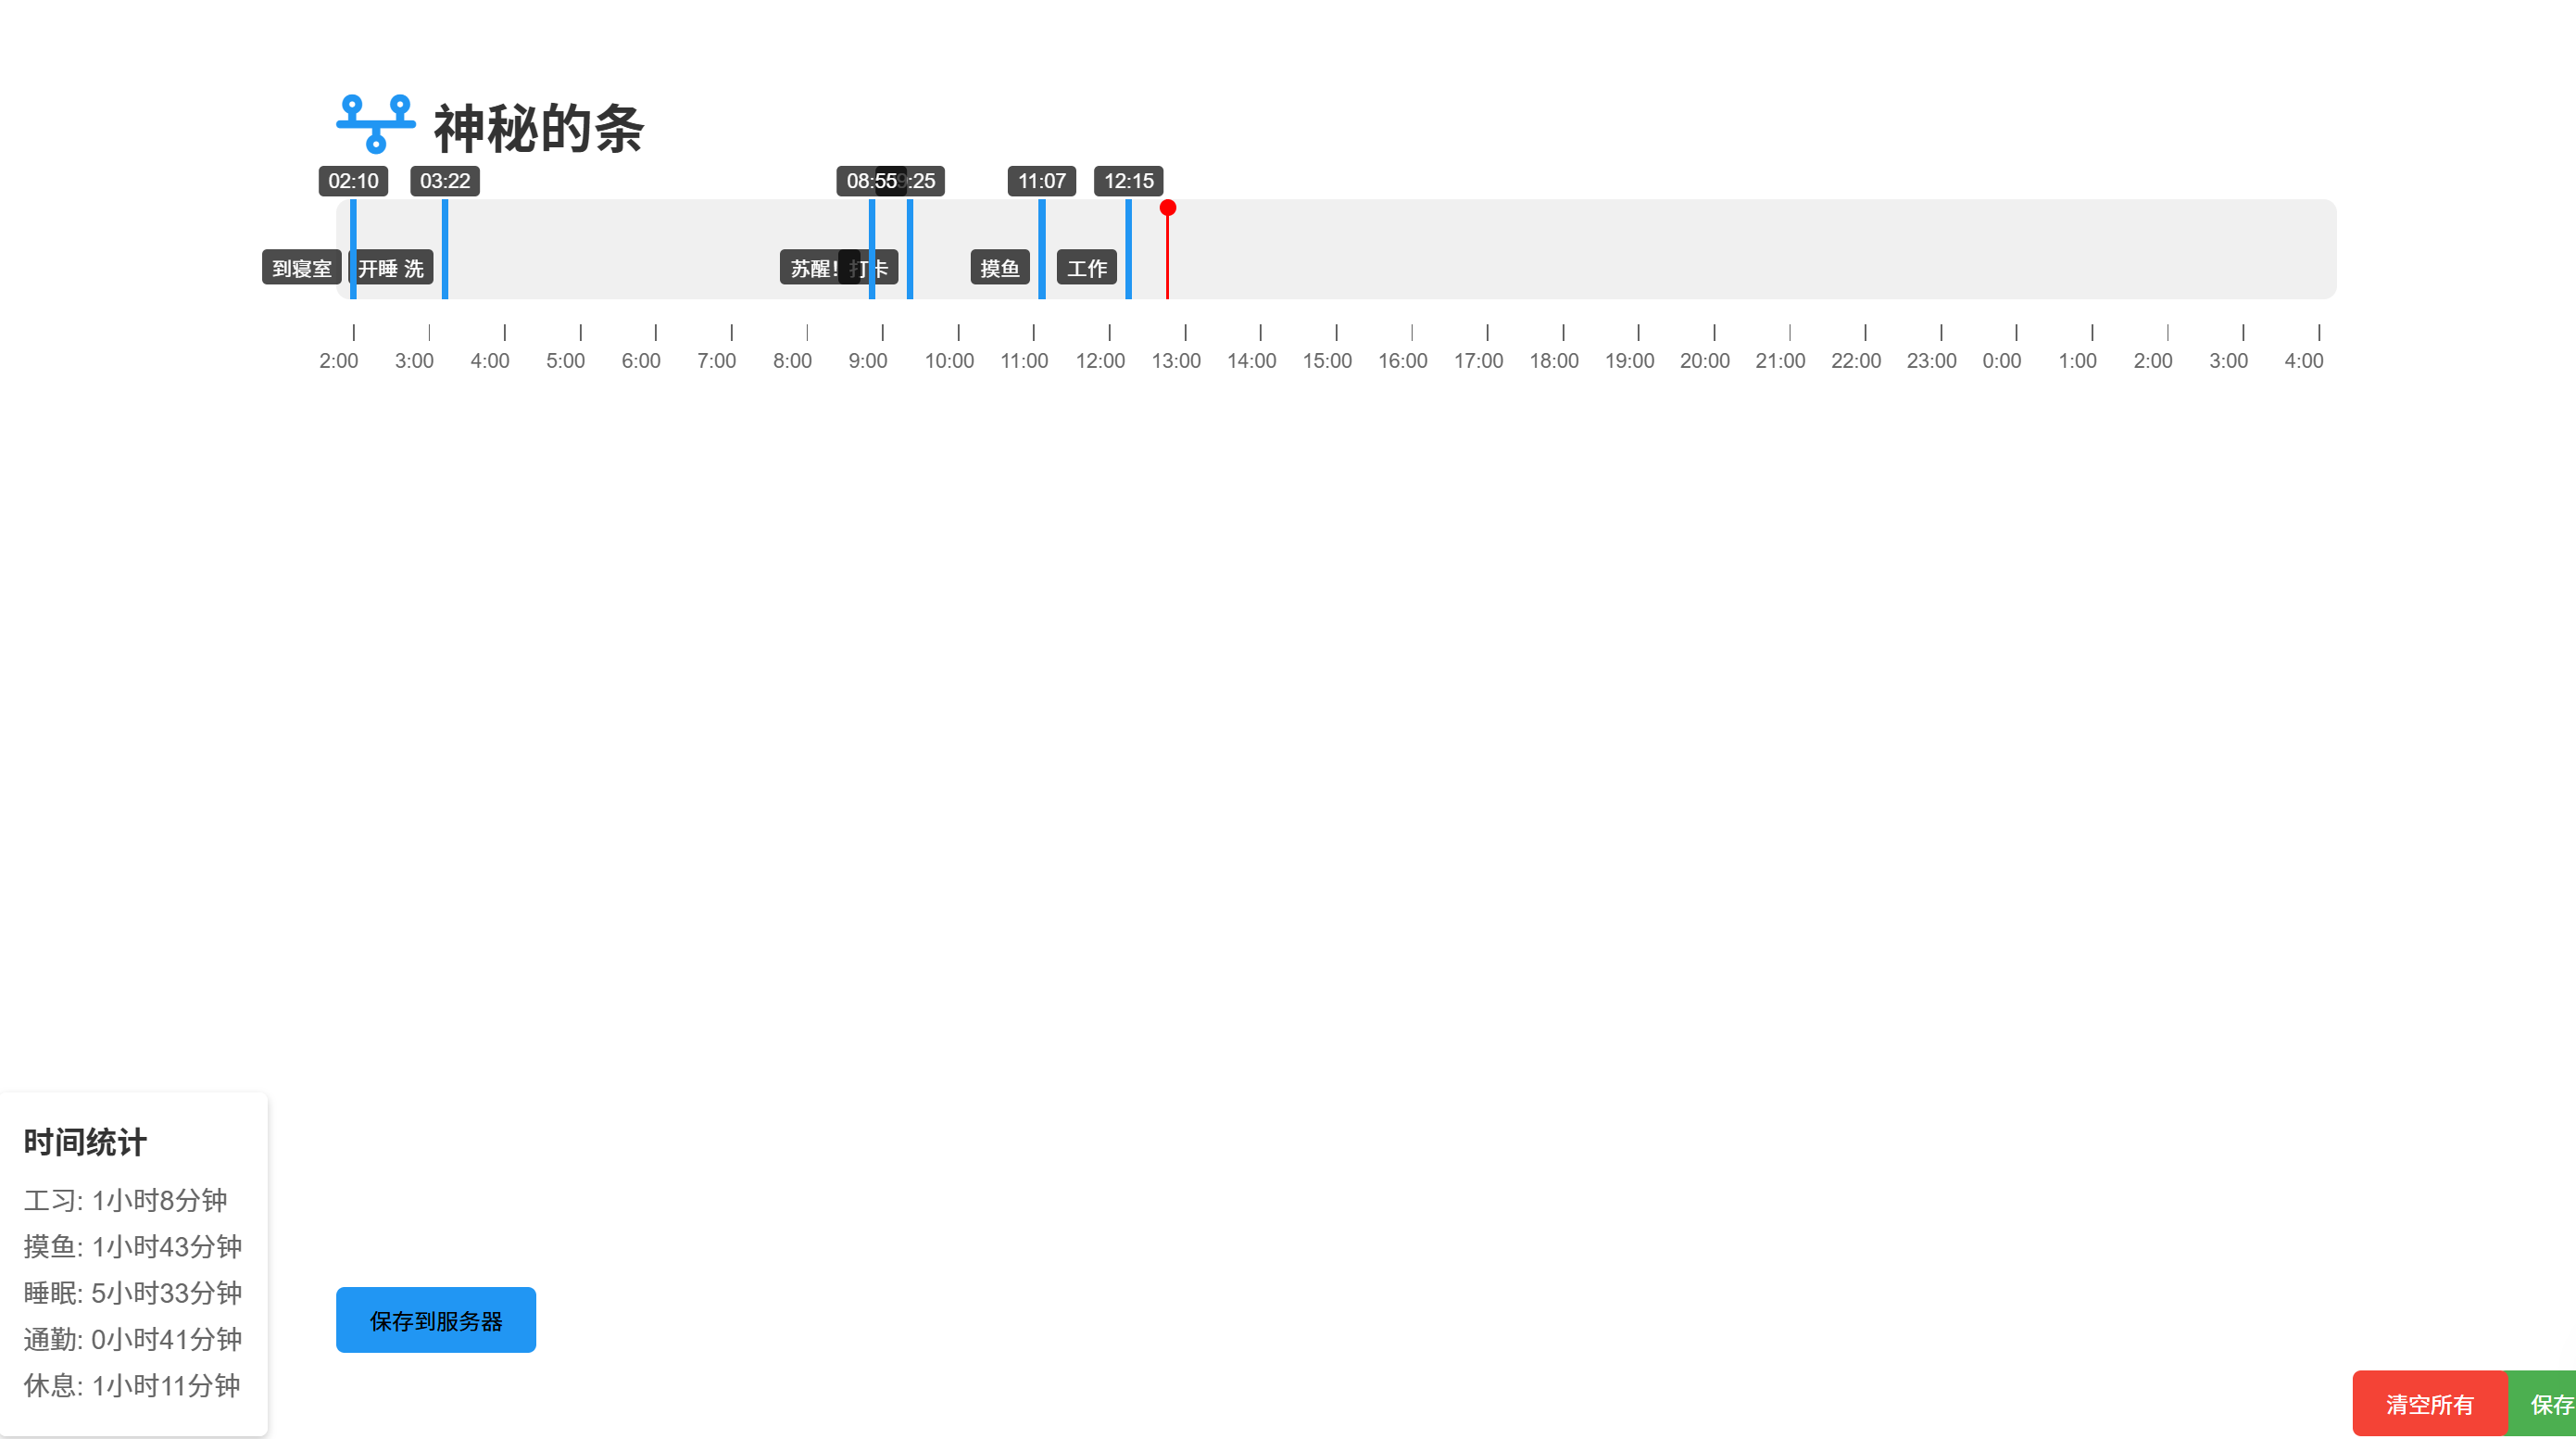 神秘的条
02:10 03:22 08:55 9:25 11:07 12:15
到寝室 开睡 洗 苏醒! 打卡 摸鱼 工作
2:00 3:00 4:00 5:00 6:00 7:00 8:00 9:00 10:00 11:00 12:00 13:00 14:00 15:00 16:00 17:00 18:00 19:00 20:00 21:00 22:00 23:00 0:00 1:00 2:00 3:00 4:00
时间统计
工习: 1小时8分钟
摸鱼: 1小时43分钟
睡眠: 5小时33分钟
通勤: 0小时41分钟
休息: 1小时11分钟
保存到服务器
清空所有 保存